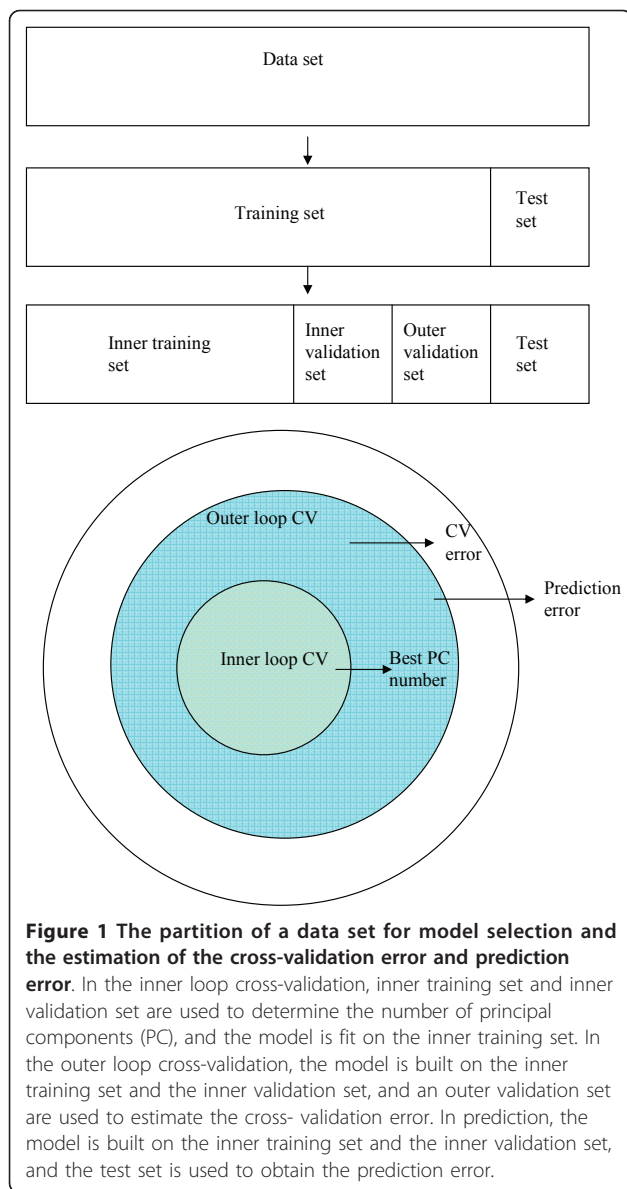 Data set
Training set
Test
set
Inner training
set
Inner
validation
set
Outer
validation
set
Test
set
Outer loop CV
CV
error
Prediction
error
Inner loop CV
Best PC
number
Figure 1 The partition of a data set for model selection and
the estimation of the cross-validation error and prediction
error. In the inner loop cross-validation, inner training set and inner
validation set are used to determine the number of principal
components (PC), and the model is fit on the inner training set. In
the outer loop cross-validation, the model is built on the inner
training set and the inner validation set, and an outer validation set
are used to estimate the cross- validation error. In prediction, the
model is built on the inner training set and the inner validation set,
and the test set is used to obtain the prediction error.